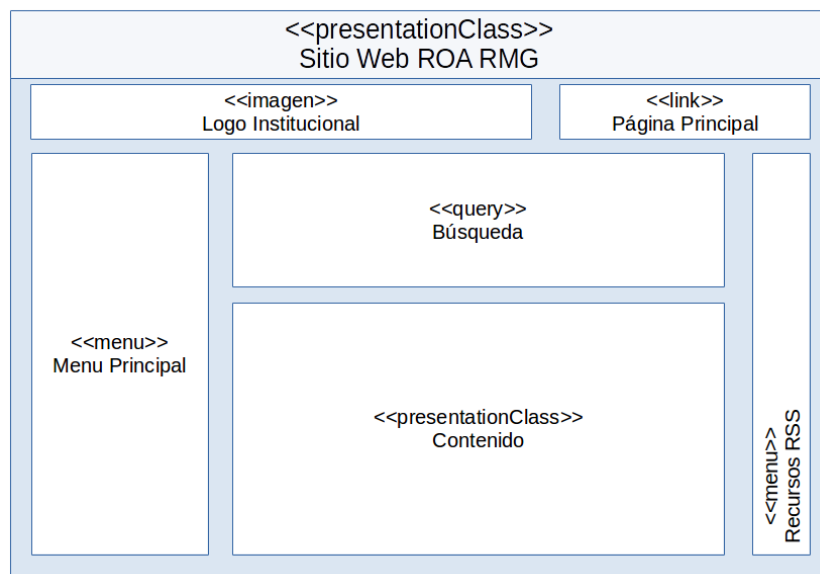 <<presentationClass>>
Sitio Web ROA RMG
<<imagen>>
Logo Institucional
<<link>>
Página Principal
<<menu>>
Menu Principal
<<query>>
Búsqueda
<<presentationClass>>
Contenido
<<menu>>
Recursos RSS